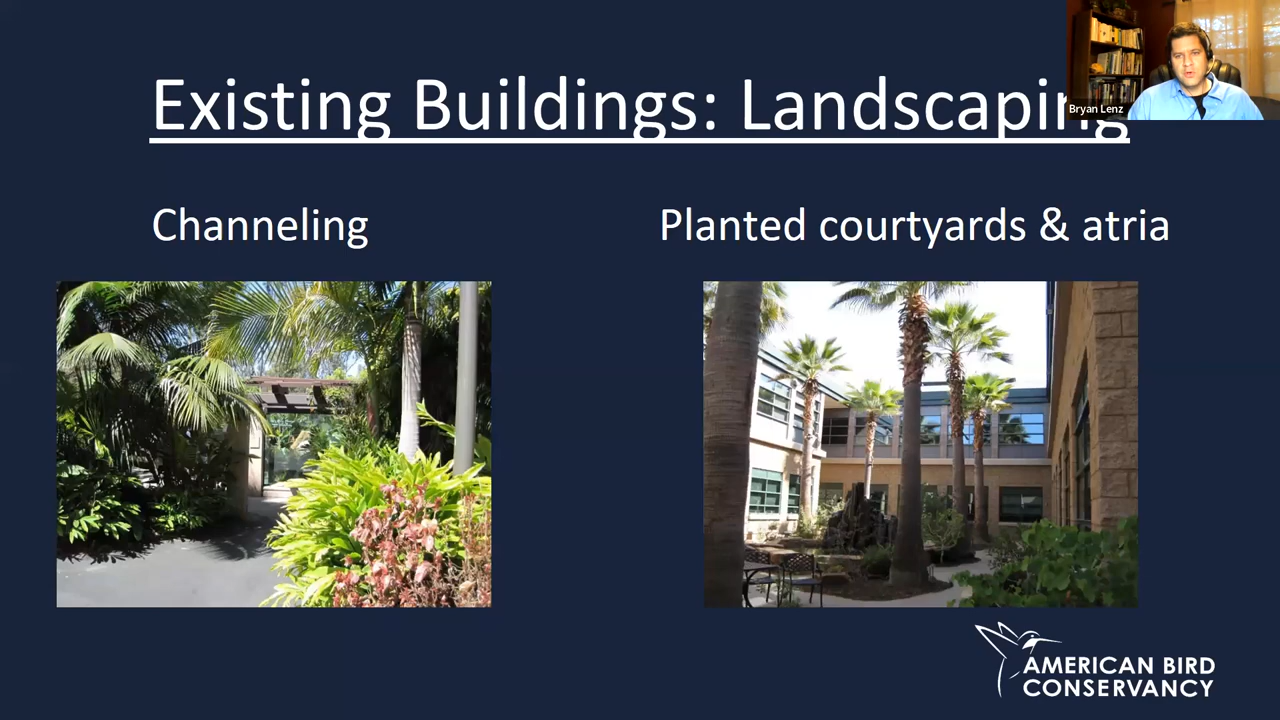 Existing Buildings: Landscaping
Bryan Lenz
Channeling
Planted courtyards & atria
AMERICAN BIRD
CONSERVANCY